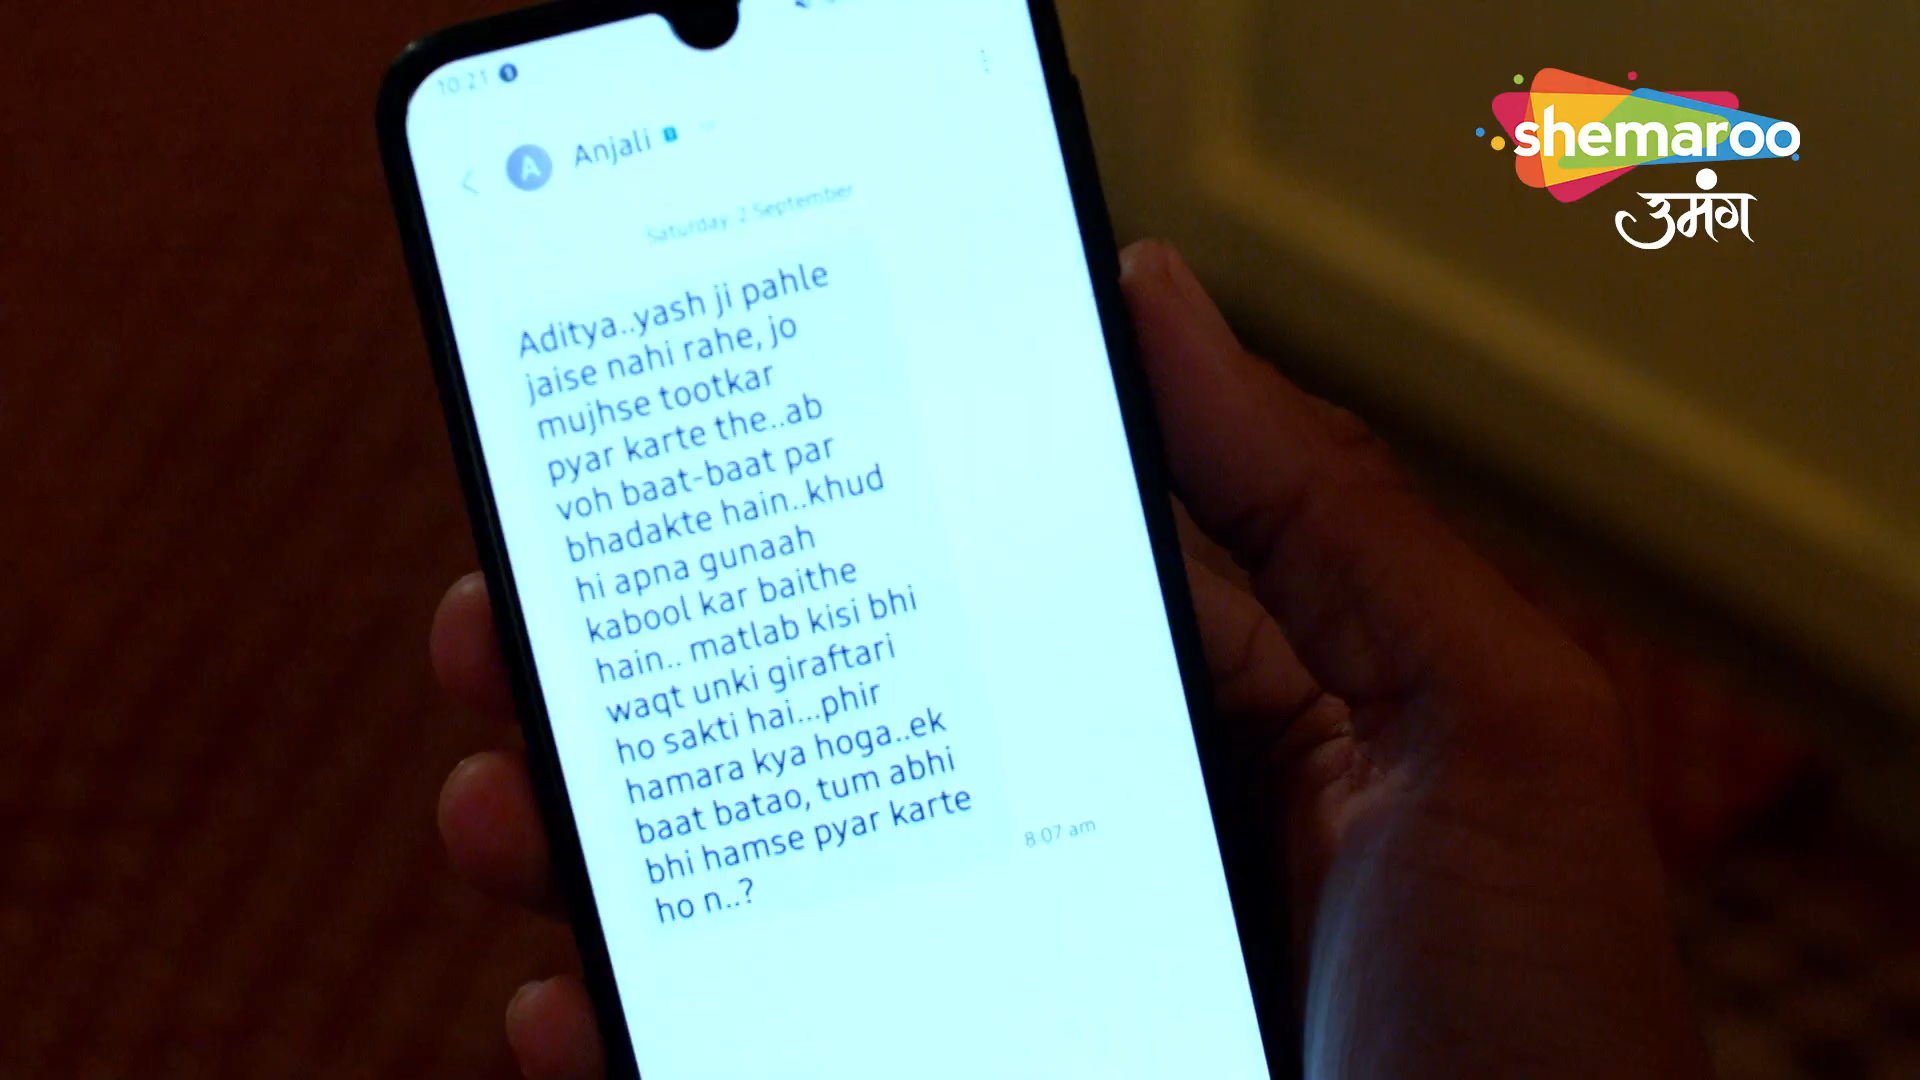 10:21
Anjali
Saturday, 2 September
Aditya..yash ji pahle
jaise nahi rahe, jo
mujhse tootkar
pyar karte the..ab
voh baat-baat par
bhadakte hain..khud
hi apna gunaah
kabool kar baithe
hain.. matlab kisi bhi
waqt unki giraftari
ho sakti hai...phir
hamara kya hoga..ek
baat batao, tum abhi
bhi hamse pyar karte
ho n..?
8:07 am
A
shemaroo
उमंग